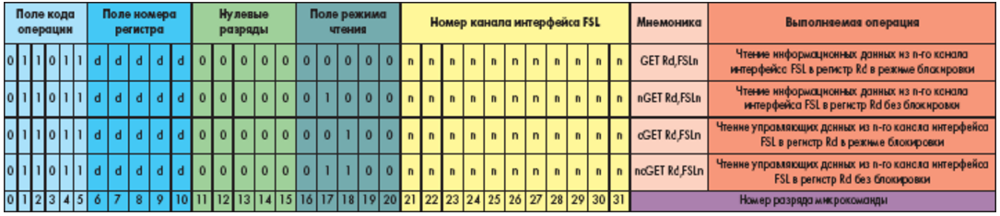 Поле кода операции
Поле номера регистра
Нулевые разряды
Поле режима чтения
Номер канала интерфейса FSL
Мнемоника
Выполняемая операция
0 1 1 0 1 1 d d d d d 0 0 0 0 0 0 0 0 0 0 n n n n n n n n n n n GET Rd,FSLn
Чтение информационных данных из n-го канала
интерфейса FSL в регистр Rd в режиме блокировки
0 1 1 0 1 1 d d d d d 0 0 0 0 0 0 1 0 0 0 n n n n n n n n n n n nGET Rd,FSLn
Чтение информационных данных из n-го канала
интерфейса FSL в регистр Rd без блокировки
0 1 1 0 1 1 d d d d d 0 0 0 0 0 0 0 1 0 0 n n n n n n n n n n n cGET Rd,FSLn
Чтение управляющих данных из n-го канала интерфейса
FSL в регистр Rd в режиме блокировки
0 1 1 0 1 1 d d d d d 0 0 0 0 0 0 1 1 0 0 n n n n n n n n n n n ncGET Rd,FSLn
Чтение управляющих данных из n-го канала интерфейса
FSL в регистр Rd без блокировки
0 1 2 3 4 5 6 7 8 9 10 11 12 13 14 15 16 17 18 19 20 21 22 23 24 25 26 27 28 29 30 31 Номер разряда микрокоманды